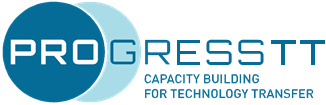 PROGRESSTT
CAPACITY BUILDING
FOR TECHNOLOGY TRANSFER